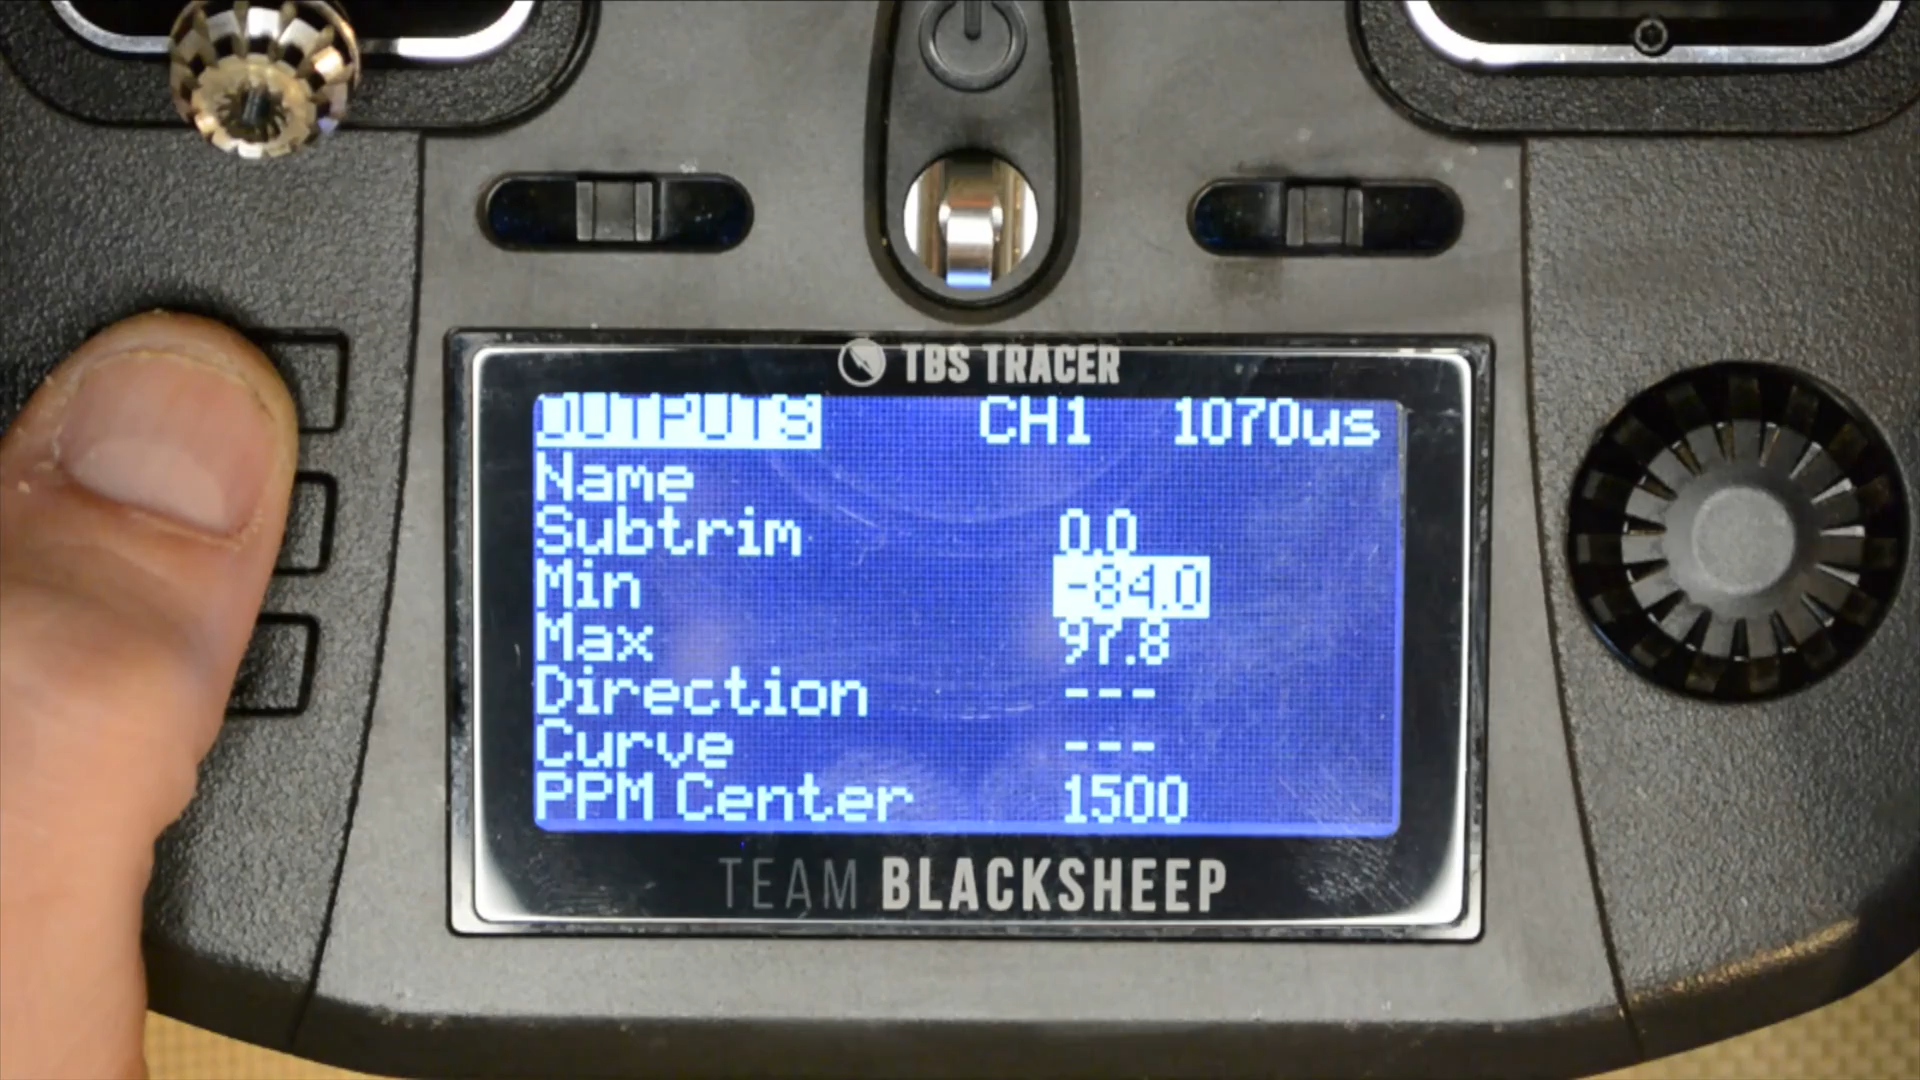 TBS TRACER
OUTPUTS CH1 1070us
Name
Subtrim 0.0
Min -84.0
Max 97.8
Direction ---
Curve ---
PPM Center 1500
TEAM BLACKSHEEP